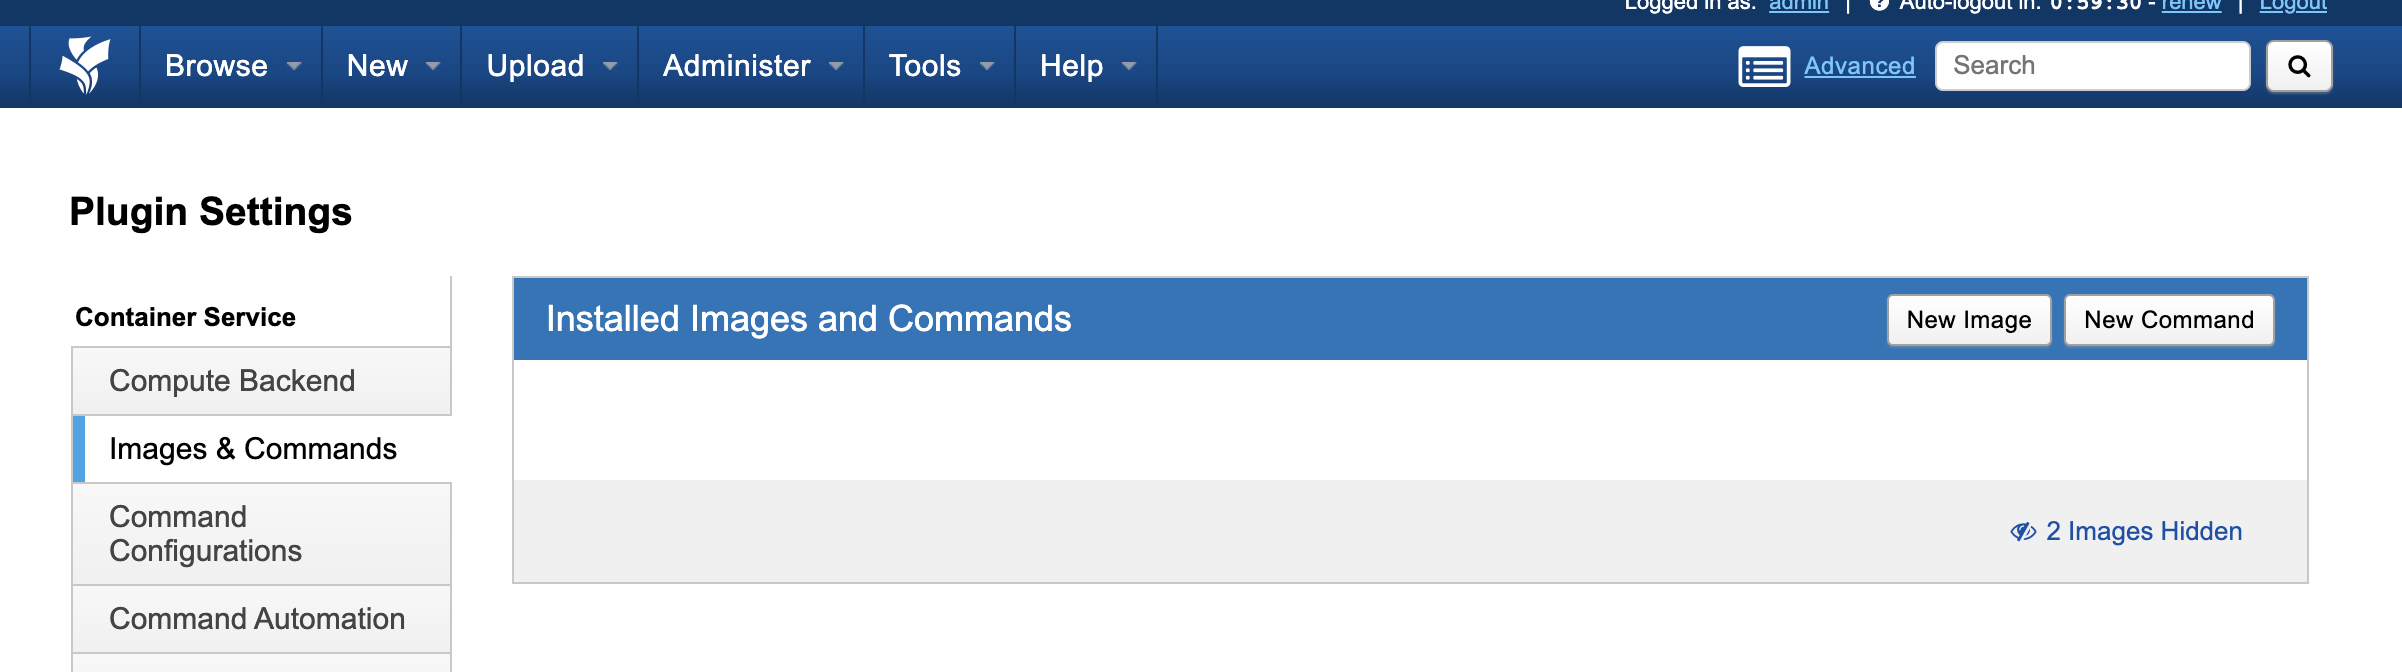 Logged in as: admin | Auto-logout in: 0:59:30 - renew | Logout
Browse New Upload Administer Tools Help Advanced Search
Plugin Settings
Container Service
Compute Backend
Images & Commands
Command
Configurations
Command Automation
Installed Images and Commands New Image New Command
2 Images Hidden